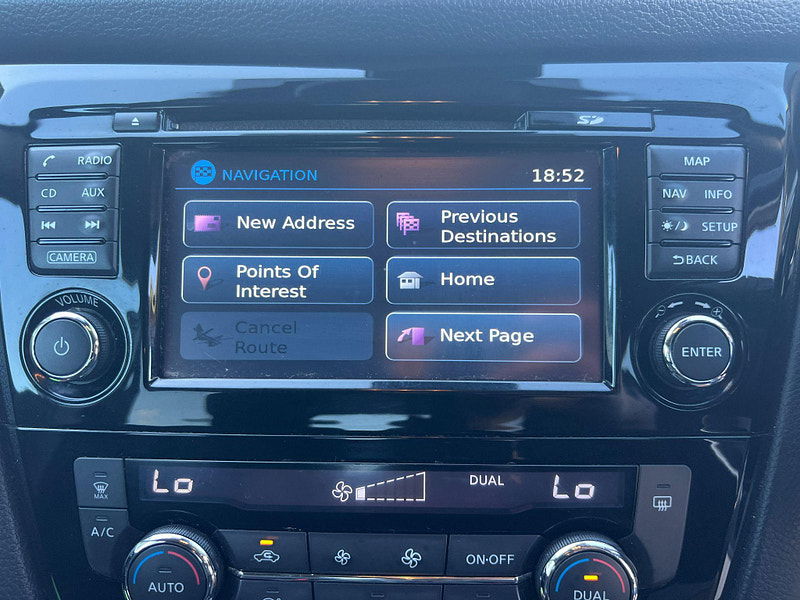 RADIO
CD AUX
CAMERA
VOLUME
SD
NAVIGATION 18:52
New Address
Previous
Destinations
Points Of
Interest
Home
Cancel
Route
Next Page
MAP
NAV INFO
SETUP
BACK
ENTER
MAX
A/C
Lo
DUAL
Lo
ON·OFF
AUTO
DUAL